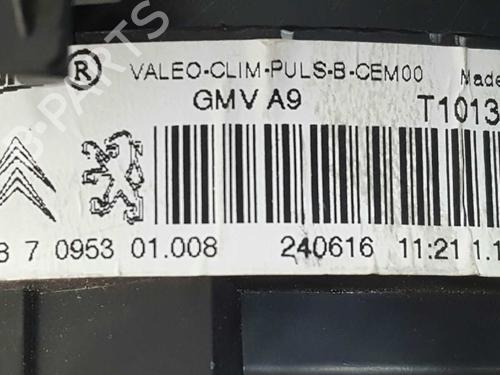 ® VALEO-CLIM-PULS-B-CEM00 Made
GMV A9 T1013
8 7 0953 01.008 240616 11:21 1.1
B-PARTS